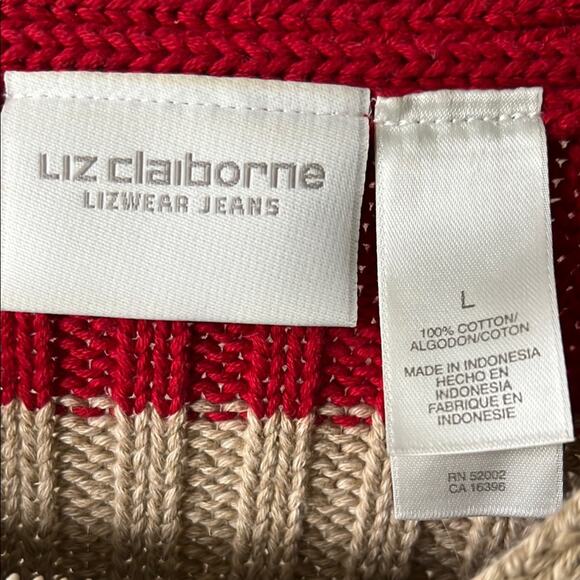 LIZ claiborne
LIZWEAR JEANS
L
100% COTTON/
ALGODON/COTON
MADE IN INDONESIA
HECHO EN
INDONESIA
FABRIQUE EN
INDONESIE
RN 52002
CA 16396